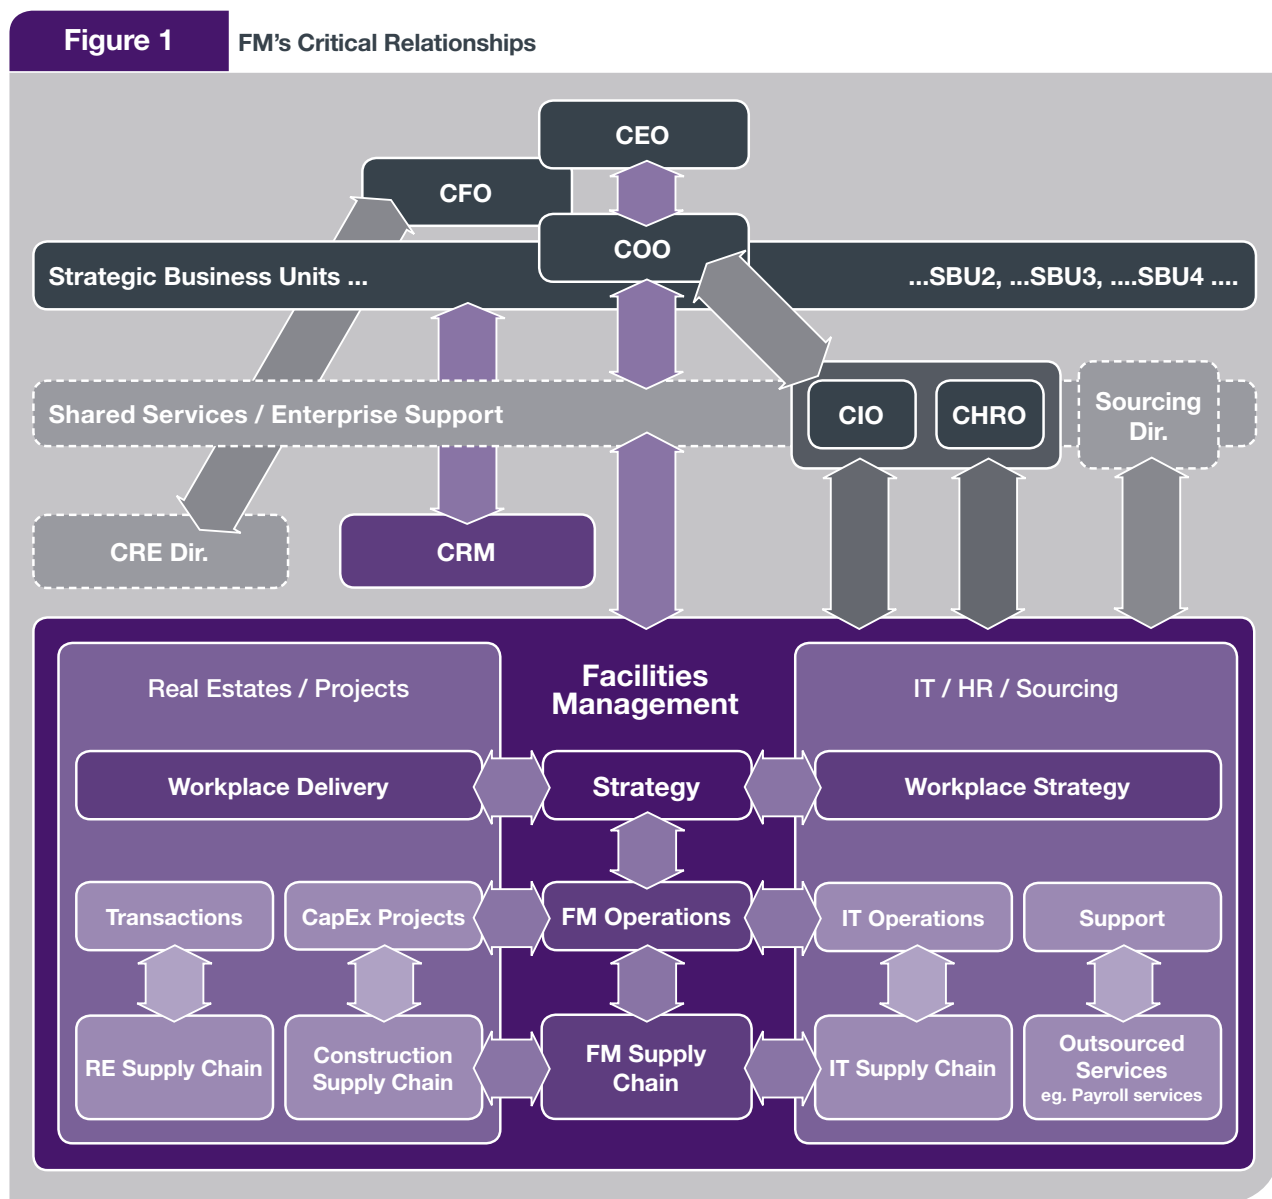 Figure 1
FM’s Critical Relationships
CEO
CFO
COO
Strategic Business Units ...
...SBU2, ...SBU3, ....SBU4 ....
Shared Services / Enterprise Support
CIO
CHRO
Sourcing
Dir.
CRE Dir.
CRM
Real Estates / Projects
Facilities
Management
IT / HR / Sourcing
Workplace Delivery
Strategy
Workplace Strategy
Transactions
CapEx Projects
FM Operations
IT Operations
Support
RE Supply Chain
Construction
Supply Chain
FM Supply
Chain
IT Supply Chain
Outsourced
Services
eg. Payroll services